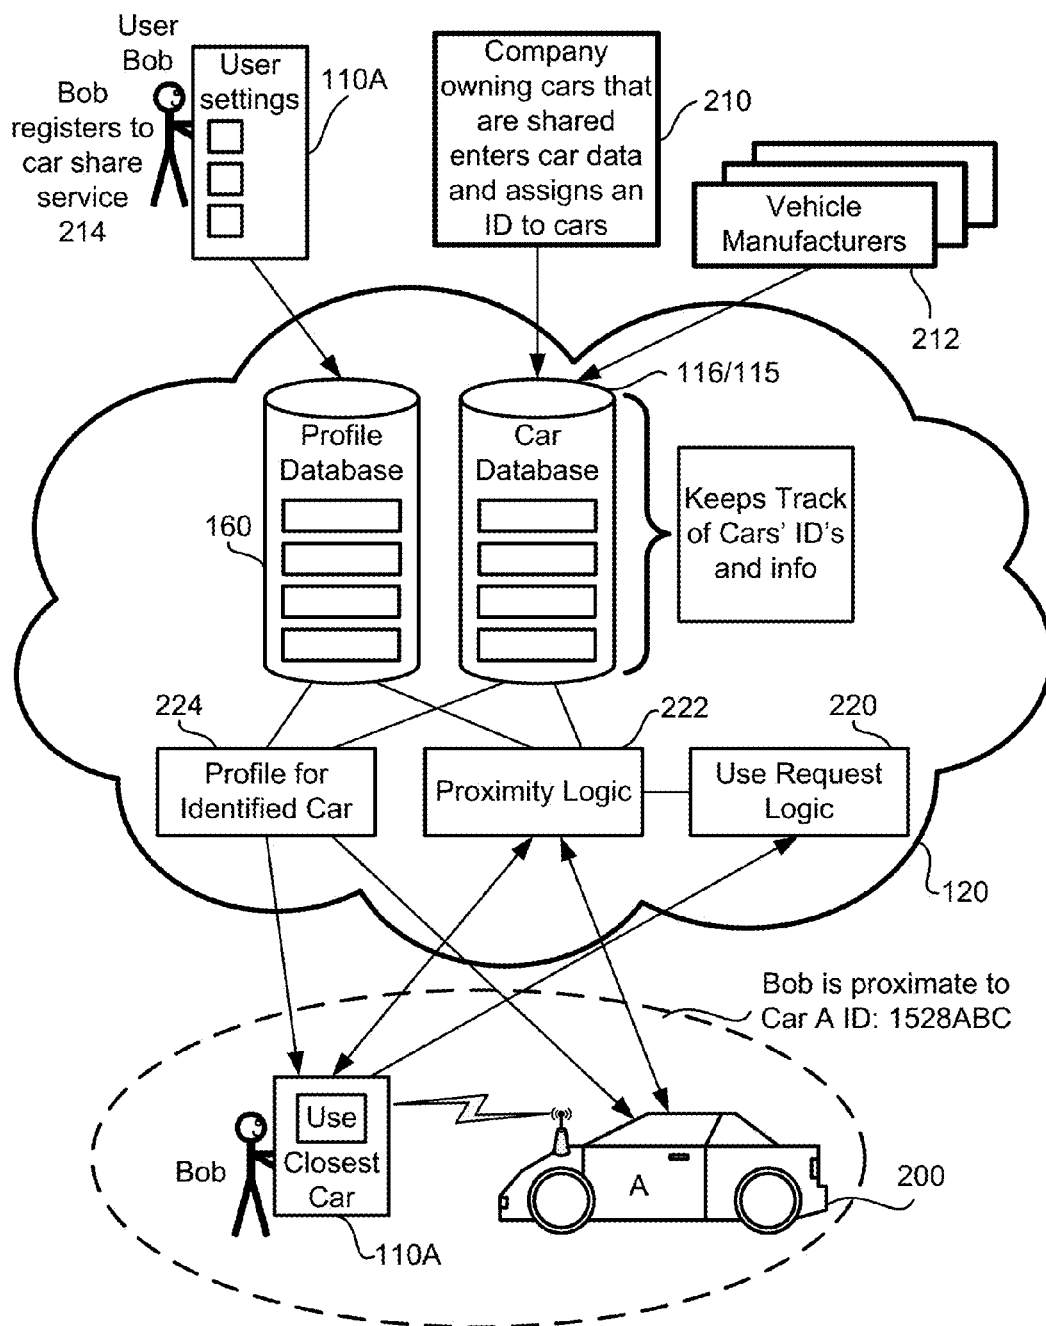 User
Bob
Bob
registers to
car share
service
214
User
settings
110A
Company
owning cars that
are shared
enters car data
and assigns an
ID to cars
210
Vehicle
Manufacturers
212
116/115
Profile
Database
Car
Database
160
Keeps Track
of Cars' ID's
and info
224
222
220
Profile for
Identified Car
Proximity Logic
Use Request
Logic
120
Bob is proximate to
Car A ID: 1528ABC
Use
Closest
Car
Bob
A
200
110A